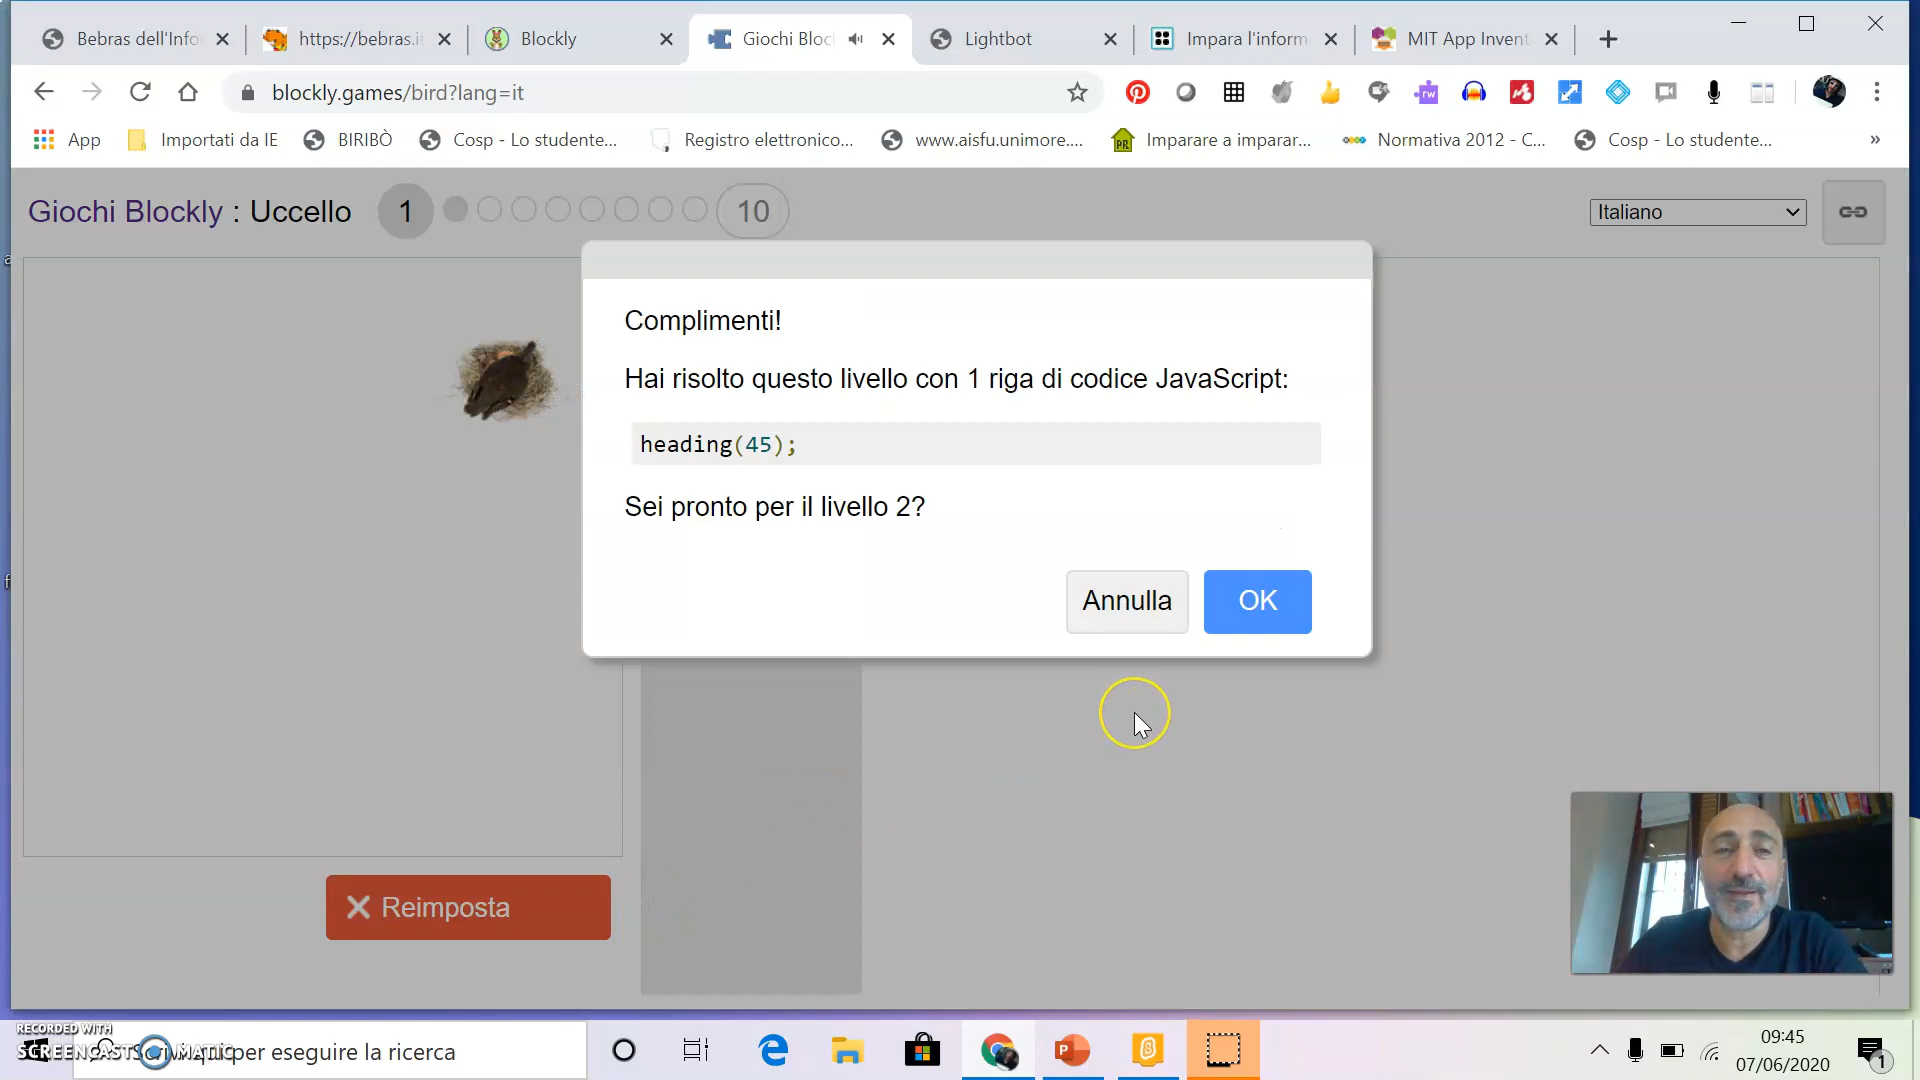 Bebras dell'Info
https://bebras.it
Blockly
Giochi Bloc
Lightbot
Impara l'inform
MIT App Invent
blockly.games/bird?lang=it
App
Importati da IE
BIRIBÒ
Cosp - Lo studente...
Registro elettronico...
www.aisfu.unimore....
Imparare a imparar...
Normativa 2012 - C...
Cosp - Lo studente...
»
Giochi Blockly : Uccello
1
10
Italiano
Complimenti!
Hai risolto questo livello con 1 riga di codice JavaScript:
heading(45);
Sei pronto per il livello 2?
Annulla
OK
Reimposta
RECORDED WITH
SCREENCAST MATIC
per eseguire la ricerca
09:45
07/06/2020
1